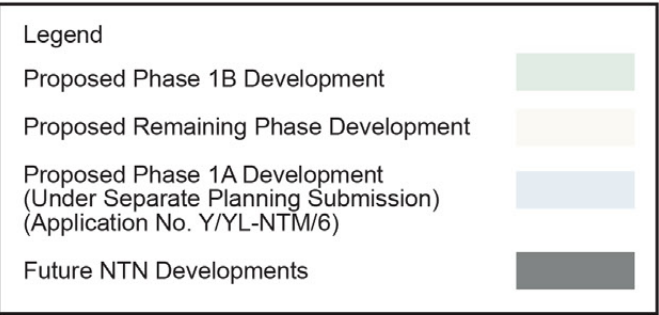 Legend
Proposed Phase 1B Development
Proposed Remaining Phase Development
Proposed Phase 1A Development
(Under Separate Planning Submission)
(Application No. Y/YL-NTM/6)
Future NTN Developments